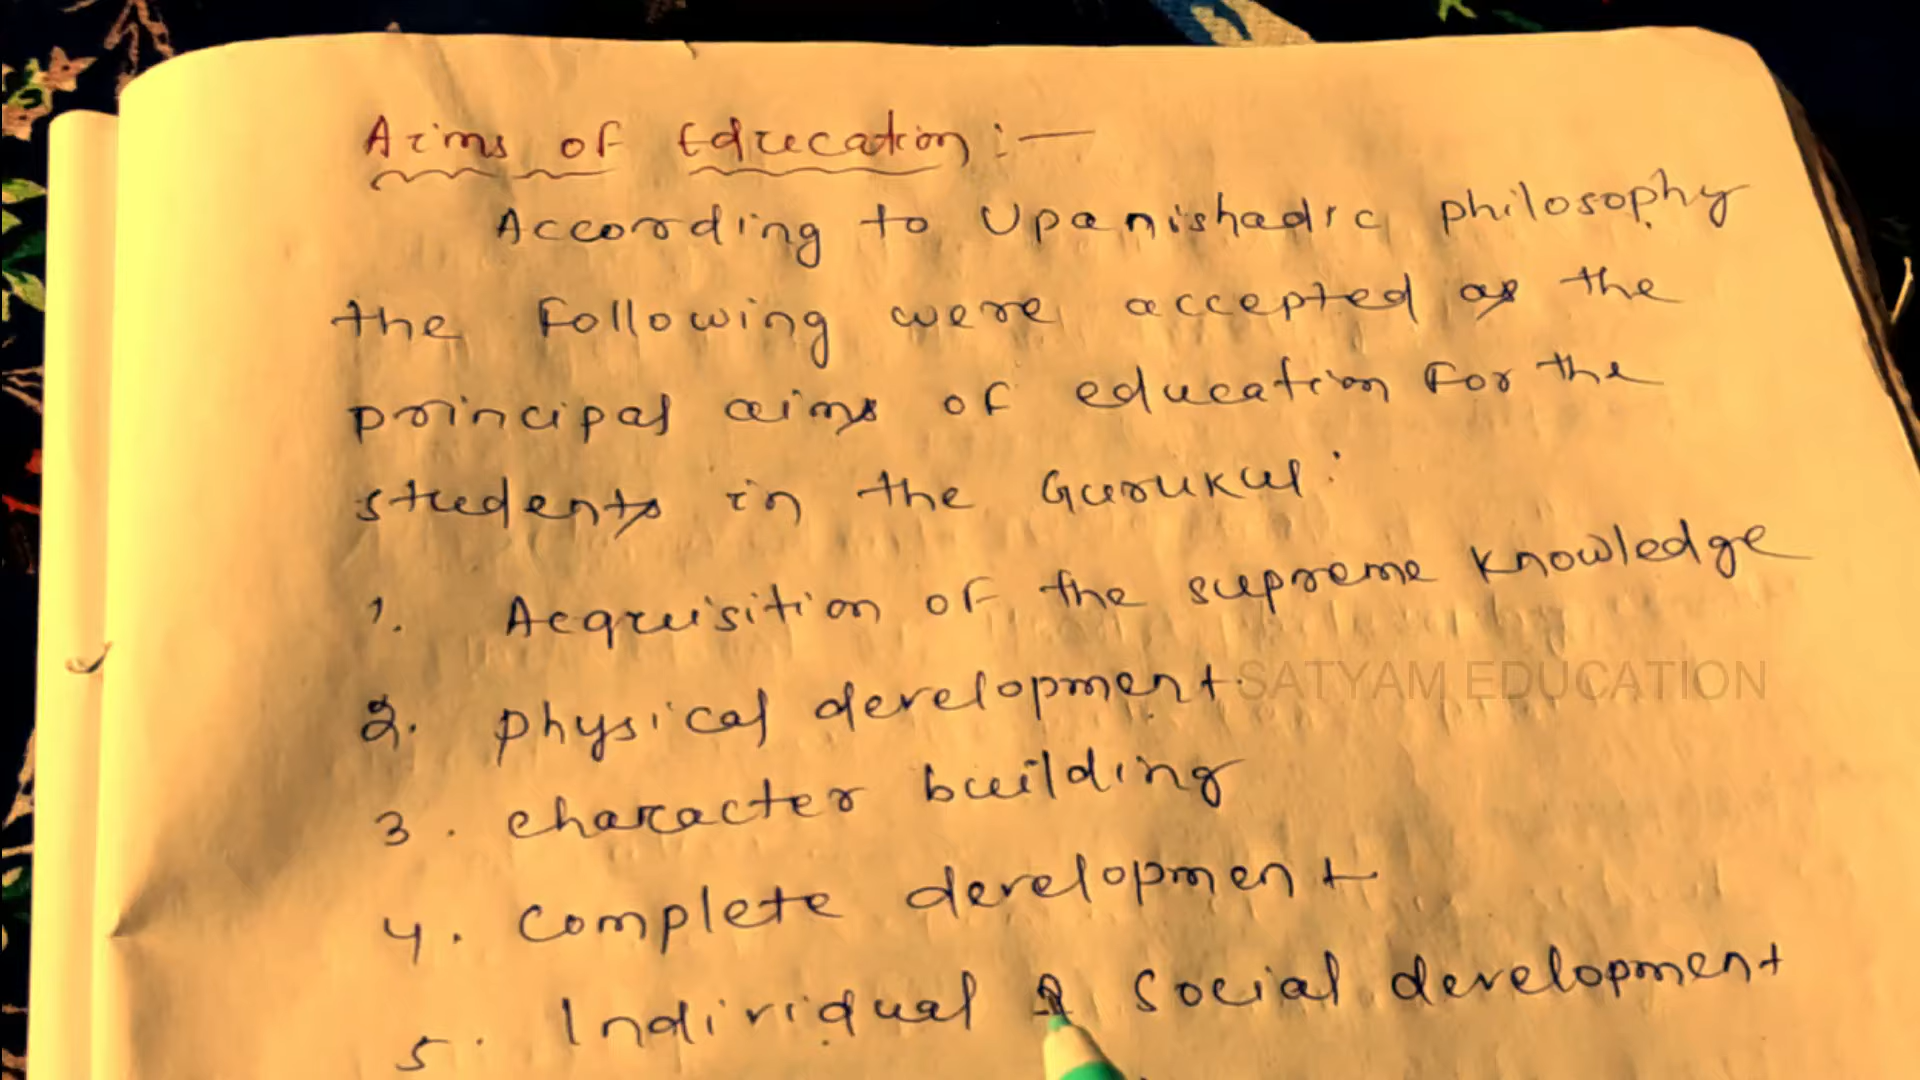 Aims of Education :—
According to Upanishadic philosophy
the following were accepted as the
principal aims of education for the
students in the Gurukul:
1. Acquisition of the supreme knowledge
2. physical development.
SATYAM EDUCATION
3. character building
4. complete development
5. Individual & Social development